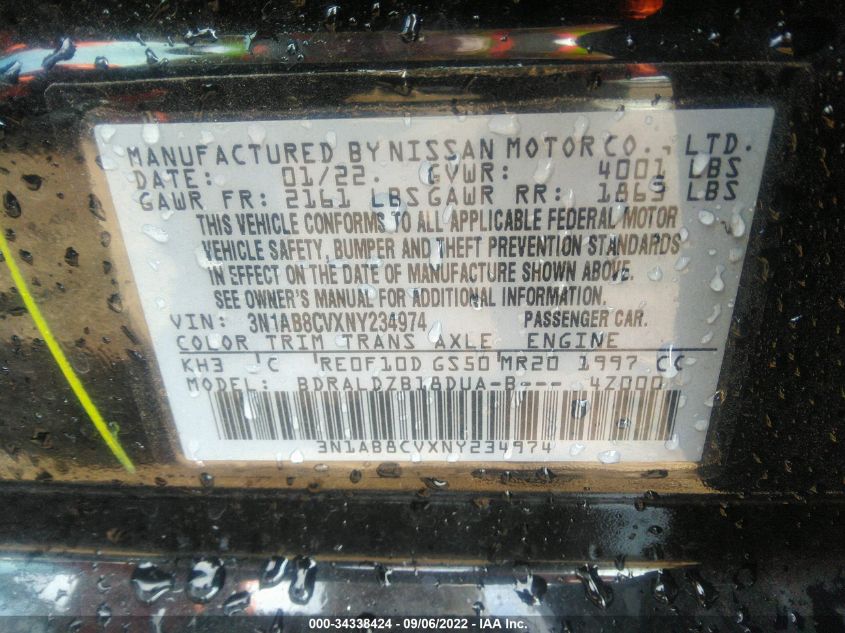 MANUFACTURED BY NISSAN MOTOR CO., LTD.
DATE: 01/22. GVWR: 4001 LBS
GAWR FR: 2161 LBS GAWR RR: 1863 LBS
THIS VEHICLE CONFORMS TO ALL APPLICABLE FEDERAL MOTOR
VEHICLE SAFETY, BUMPER AND THEFT PREVENTION STANDARDS
IN EFFECT ON THE DATE OF MANUFACTURE SHOWN ABOVE.
SEE OWNER'S MANUAL FOR ADDITIONAL INFORMATION.
VIN: 3N1AB8CVXNY234974 PASSENGER CAR.
COLOR TRIM TRANS AXLE ENGINE
KH3 C RE0F10D GS50 MR20 1997 CC
MODEL: BDRALDZB18DUA-B--- 4Z000
3N1AB8CVXNY234974
000-34338424 - 09/06/2022 - IAA Inc.